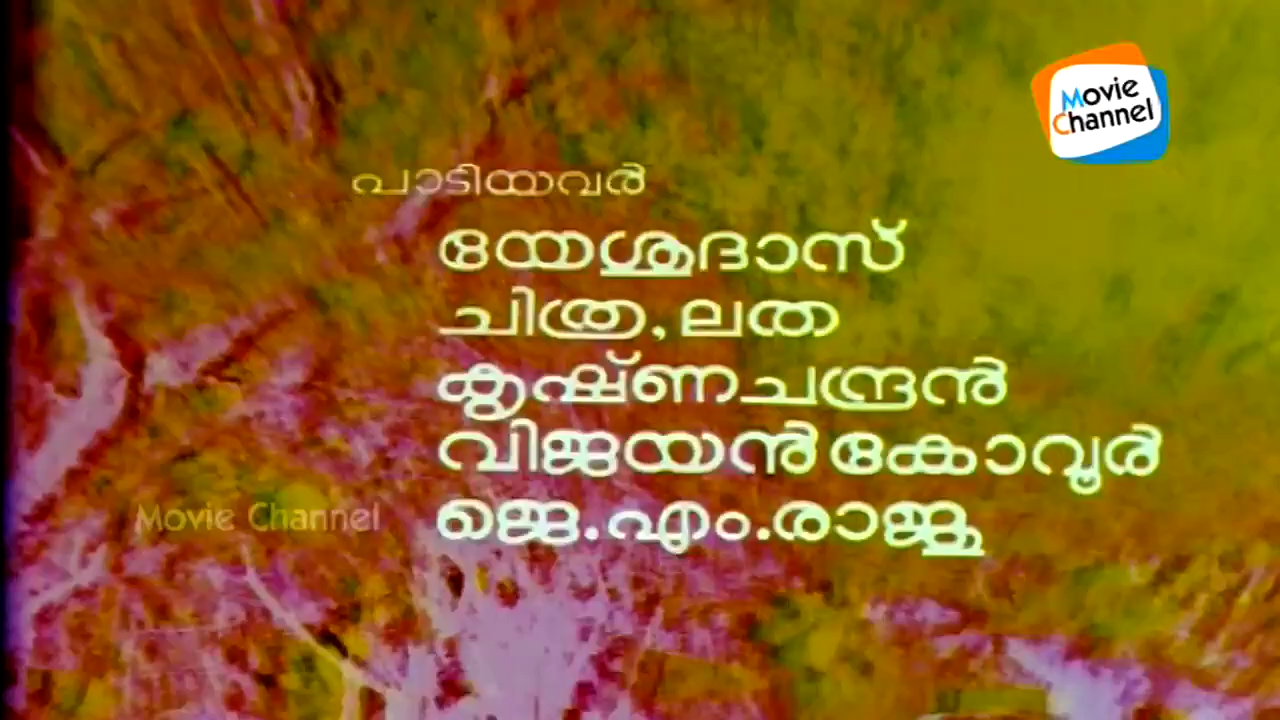 Movie
Channel
പാടിയവർ
യേശുദാസ്
ചിത്ര, ലത
കൃഷ്ണചന്ദ്രൻ
വിജയൻ കോവൂർ
ജെ.എം.രാജു
Movie Channel